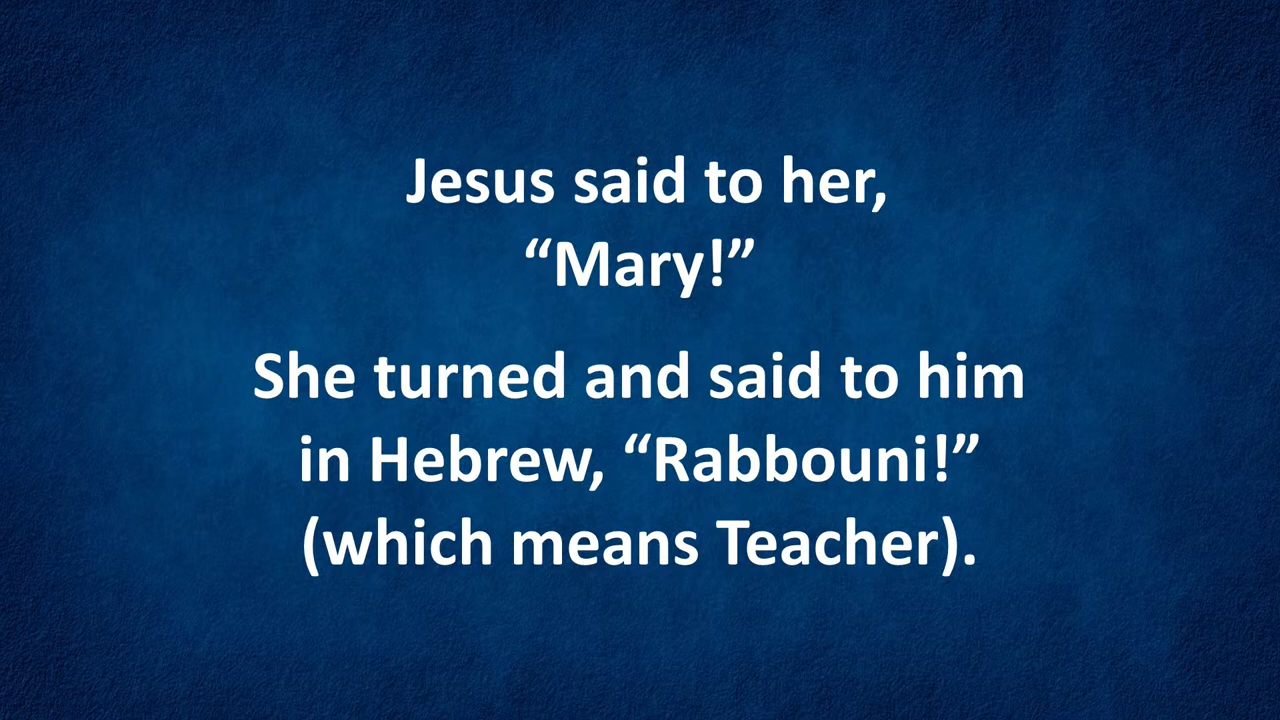 Jesus said to her,
“Mary!”
She turned and said to him
in Hebrew, “Rabbouni!”
(which means Teacher).